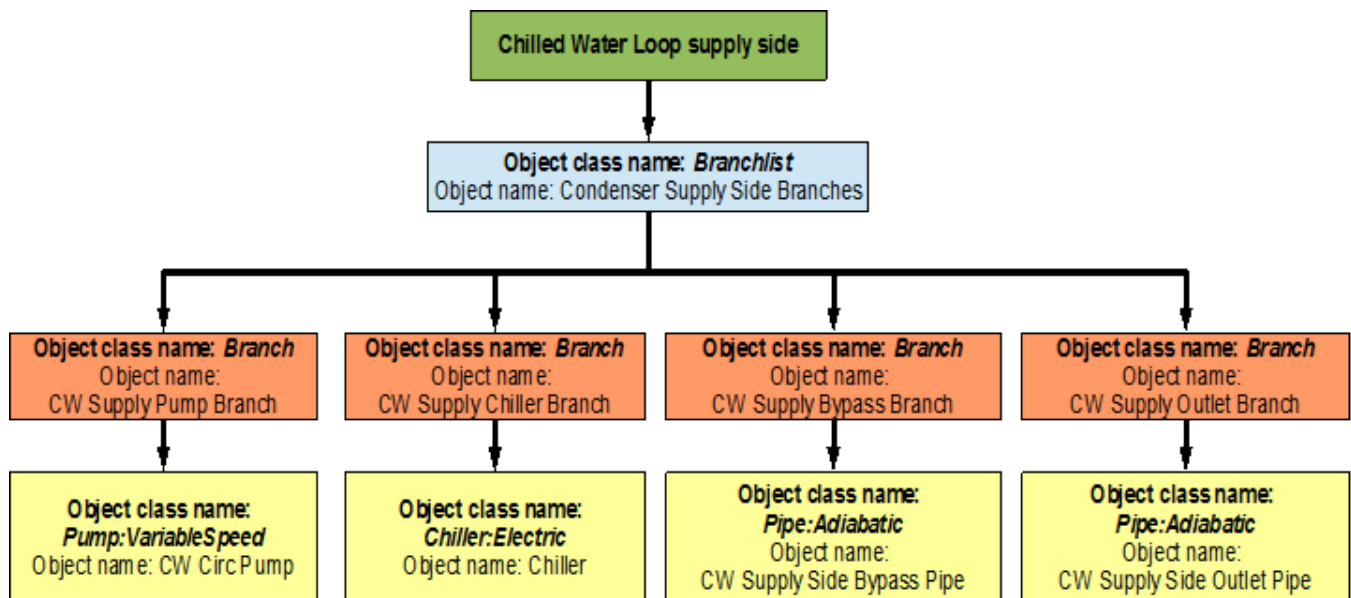 Chilled Water Loop supply side
Object class name: Branchlist
Object name: Condenser Supply Side Branches
Object class name: Branch
Object name:
CW Supply Pump Branch
Object class name: Branch
Object name:
CW Supply Chiller Branch
Object class name: Branch
Object name:
CW Supply Bypass Branch
Object class name: Branch
Object name:
CW Supply Outlet Branch
Object class name:
Pump:VariableSpeed
Object name: CW Circ Pump
Object class name:
Chiller:Electric
Object name: Chiller
Object class name:
Pipe:Adiabatic
Object name:
CW Supply Side Bypass Pipe
Object class name:
Pipe:Adiabatic
Object name:
CW Supply Side Outlet Pipe